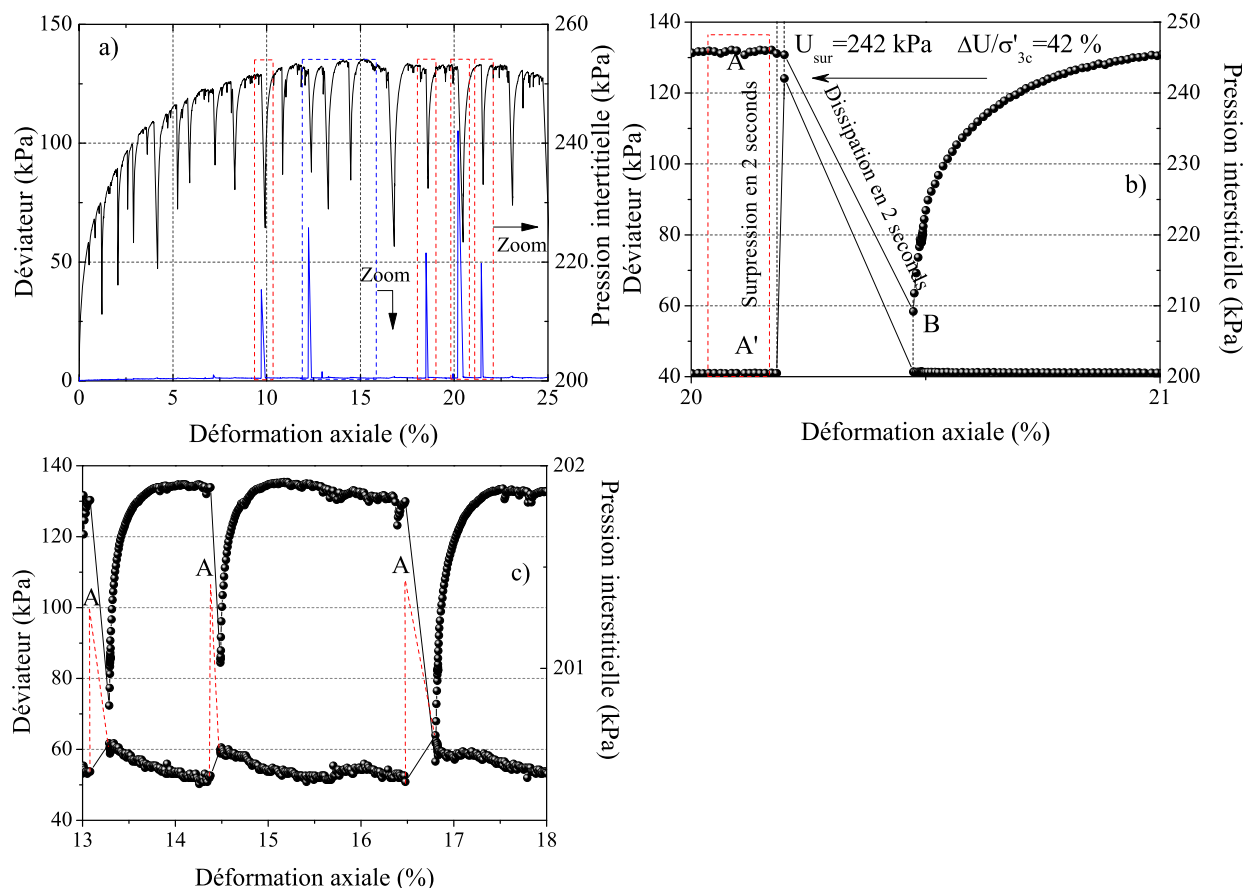 a)
Déviateur (kPa)
150
100
50
0
Pression intertitielle (kPa)
260
240
220
200
Zoom
Zoom
0 5 10 15 20 25
Déformation axiale (%)
b)
Déviateur (kPa)
140
120
100
80
60
40
Pression interstitielle (kPa)
250
240
230
220
210
200
U sur =242 kPa ΔU/σ'3c=42 %
A
A'
B
Surpression en 2 seconds
Dissipation en 2 seconds
20 21
Déformation axiale (%)
c)
Déviateur (kPa)
140
120
100
80
60
40
Pression interstitielle (kPa)
202
201
A A A
13 14 15 16 17 18
Déformation axiale (%)